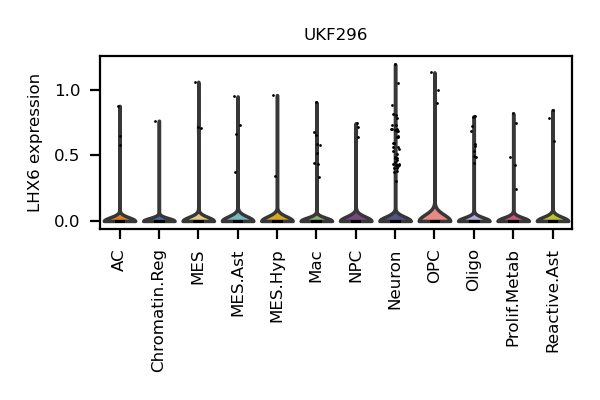 UKF296
LHX6 expression
1.0
0.5
0.0
AC
Chromatin.Reg
MES
MES.Ast
MES.Hyp
Mac
NPC
Neuron
OPC
Oligo
Prolif.Metab
Reactive.Ast